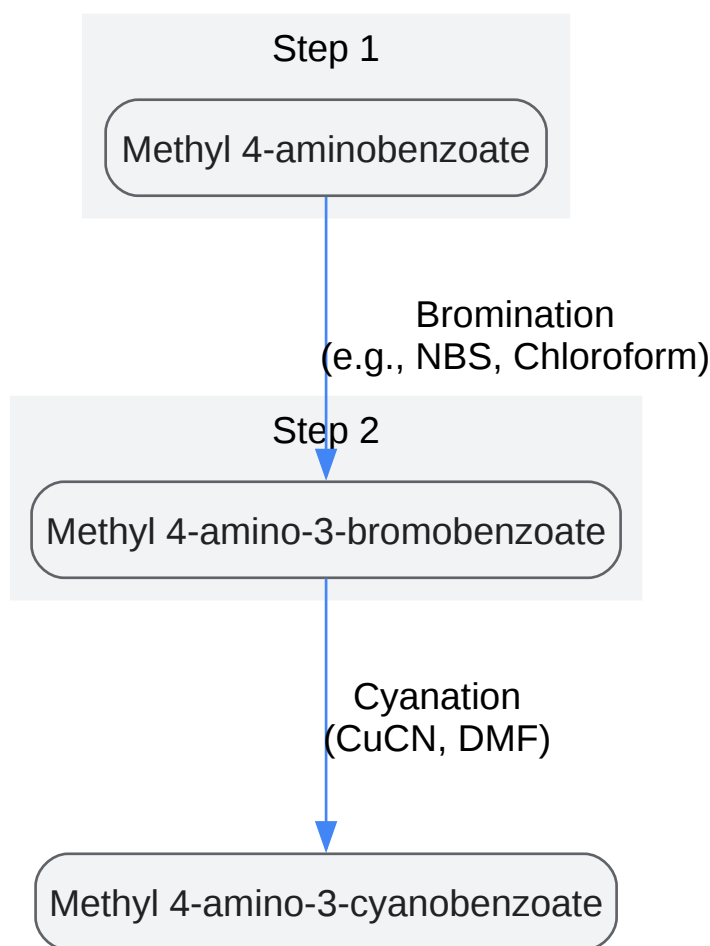 Step 1
Methyl 4-aminobenzoate
Bromination
(e.g., NBS, Chloroform)
Step 2
Methyl 4-amino-3-bromobenzoate
Cyanation
(CuCN, DMF)
Methyl 4-amino-3-cyanobenzoate